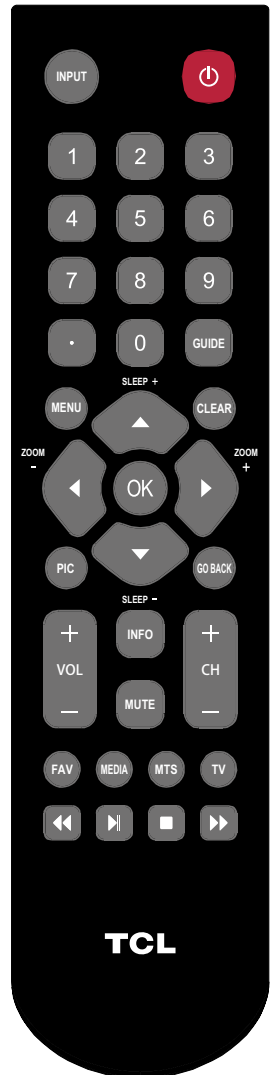 INPUT
1 2 3
4 5 6
7 8 9
· 0 GUIDE
SLEEP +
MENU CLEAR
ZOOM
-
OK
ZOOM
+
PIC GO BACK
SLEEP -
+ INFO +
VOL CH
- MUTE -
FAV MEDIA MTS TV
TCL